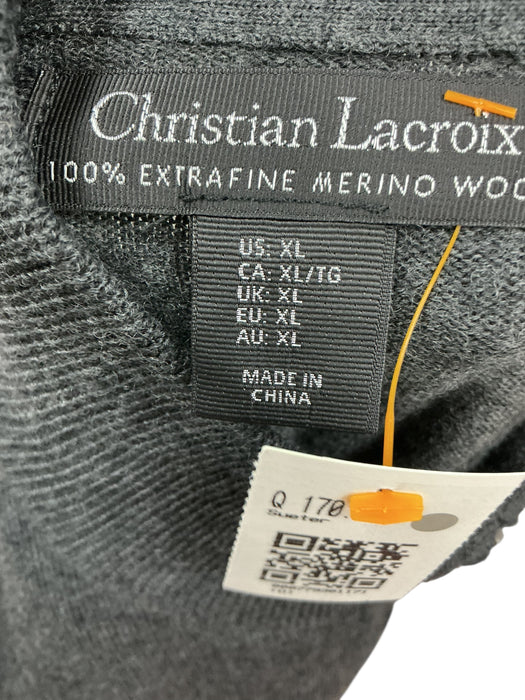 Christian Lacroix
100% EXTRAFINE MERINO WOO
US: XL
CA: XL/TG
UK: XL
EU: XL
AU: XL
MADE IN
CHINA
Q 170.
Sueter